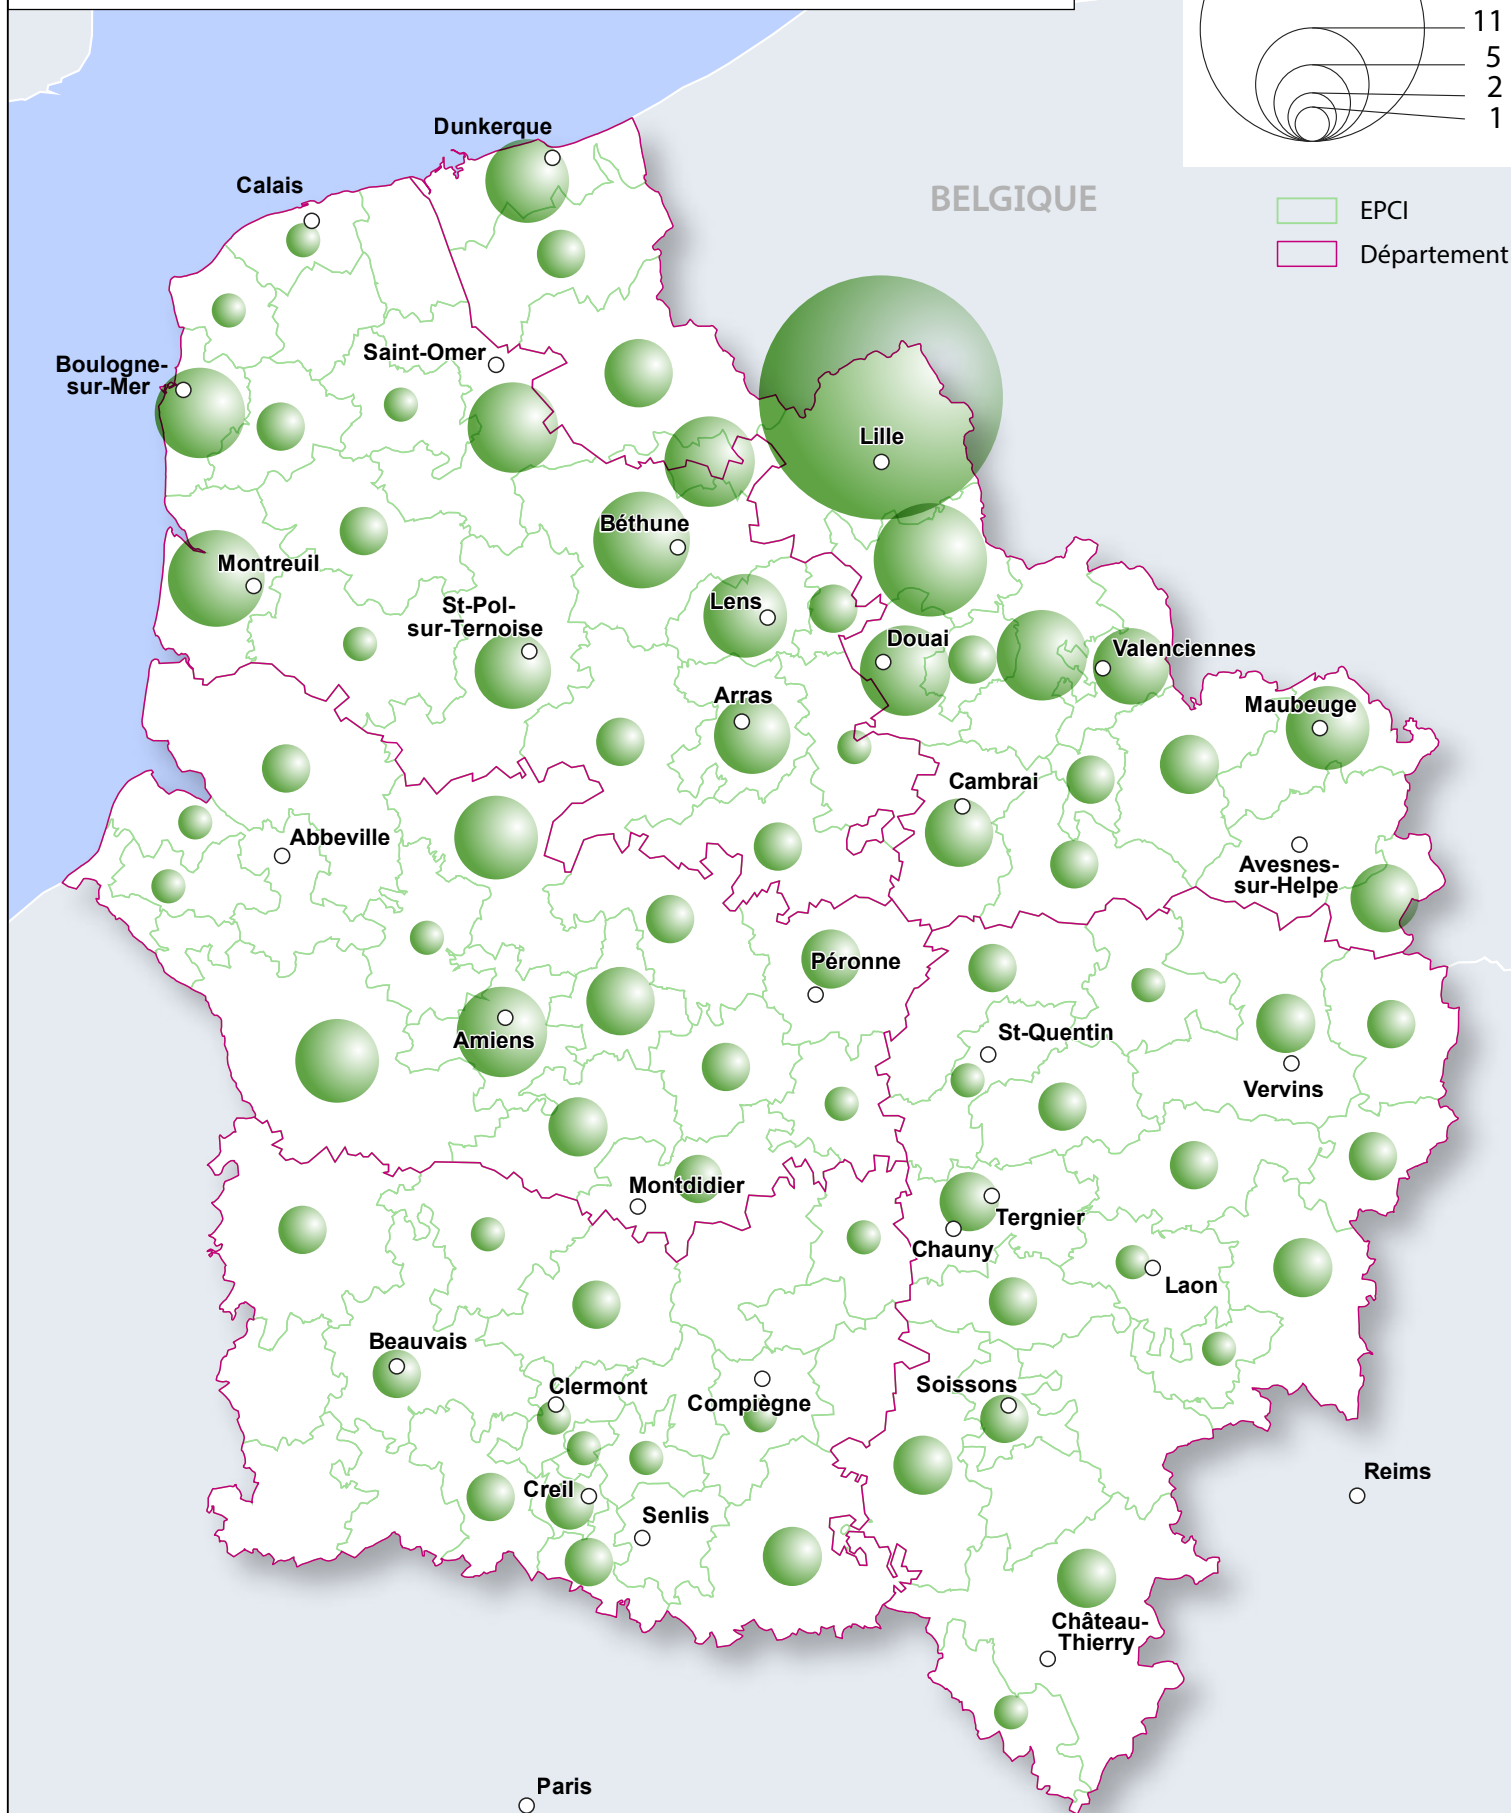 11
5
2
1
Dunkerque
Calais
BELGIQUE
EPCI
Département
Saint-Omer
Boulogne-
sur-Mer
Lille
Béthune
Montreuil
St-Pol-
sur-Ternoise
Lens
Douai
Valenciennes
Arras
Maubeuge
Cambrai
Abbeville
Avesnes-
sur-Helpe
Péronne
Amiens
St-Quentin
Vervins
Montdidier
Tergnier
Chauny
Laon
Beauvais
Clermont
Compiègne
Soissons
Creil
Senlis
Reims
Château-
Thierry
Paris